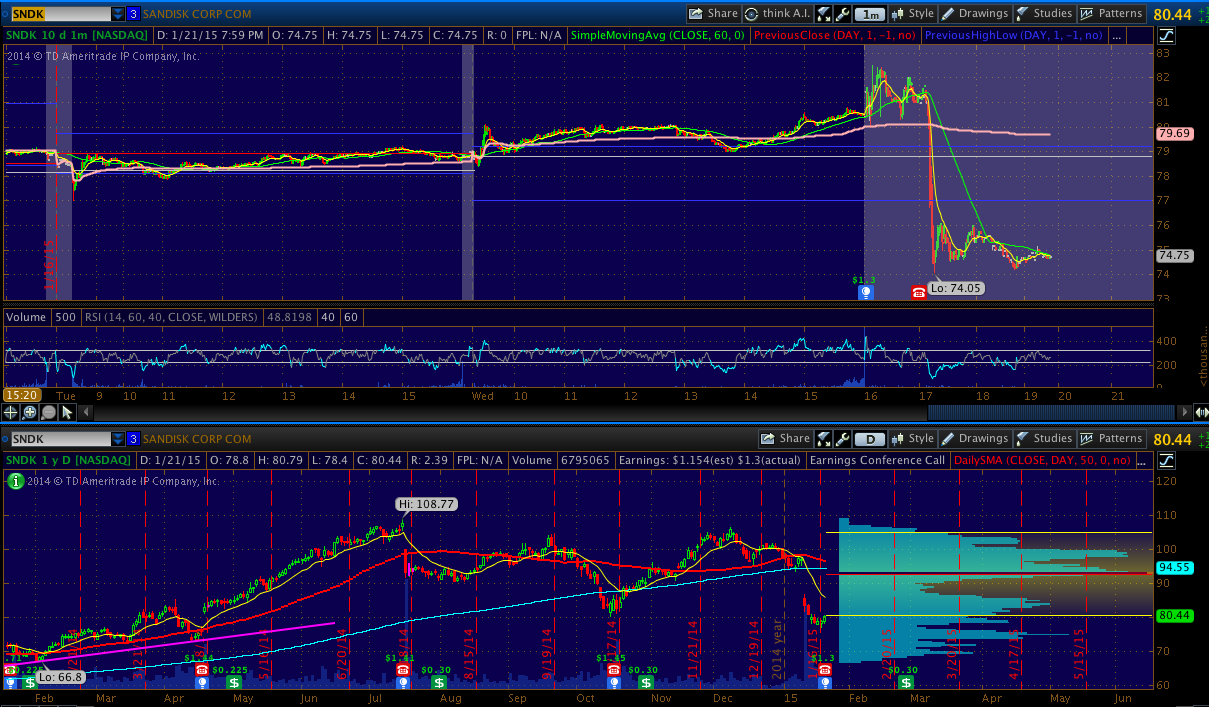 SNDK 3 SANDISK CORP COM Share think A.I. 1m Style Drawings Studies Patterns 80.44
SNDK 10 d 1m [NASDAQ] D: 1/21/15 7:59 PM O: 74.75 H: 74.75 L: 74.75 C: 74.75 R: 0 FPL: N/A SimpleMovingAvg (CLOSE, 60, 0) PreviousClose (DAY, 1, -1, no) PreviousHighLow (DAY, 1, -1, no) ...
2014 © TD Ameritrade IP Company, Inc.
83
82
81
79.69
79
78
77
76
74.75
74
73
$1.3
Lo: 74.05
Volume 500 RSI (14, 60, 40, CLOSE, WILDERS) 48.8198 40 60
400
200
0
<thousan...
15:20 Tue 9 10 11 12 13 14 15 Wed 10 11 12 13 14 15 16 17 18 19 20 21
SNDK 3 SANDISK CORP COM Share D Style Drawings Studies Patterns 80.44
SNDK 1 y D [NASDAQ] D: 1/21/15 O: 78.8 H: 80.79 L: 78.4 C: 80.44 R: 2.39 FPL: N/A Volume 6795065 Earnings: $1.154(est) $1.3(actual) Earnings Conference Call DailySMA (CLOSE, DAY, 50, 0, no) ...
2014 © TD Ameritrade IP Company, Inc.
120
110
100
94.55
90
80.44
70
60
Hi: 108.77
Lo: 66.8
8/15/14
9/19/14
11/21/14
12/19/14
2014 year
2/20/15
3/20/15
4/17/15
5/15/15
$0.225
$0.30
$1.45
$0.30
$1.3
$0.30
Feb Mar Apr May Jun Jul Aug Sep Oct Nov Dec 15 Feb Mar Apr May Jun